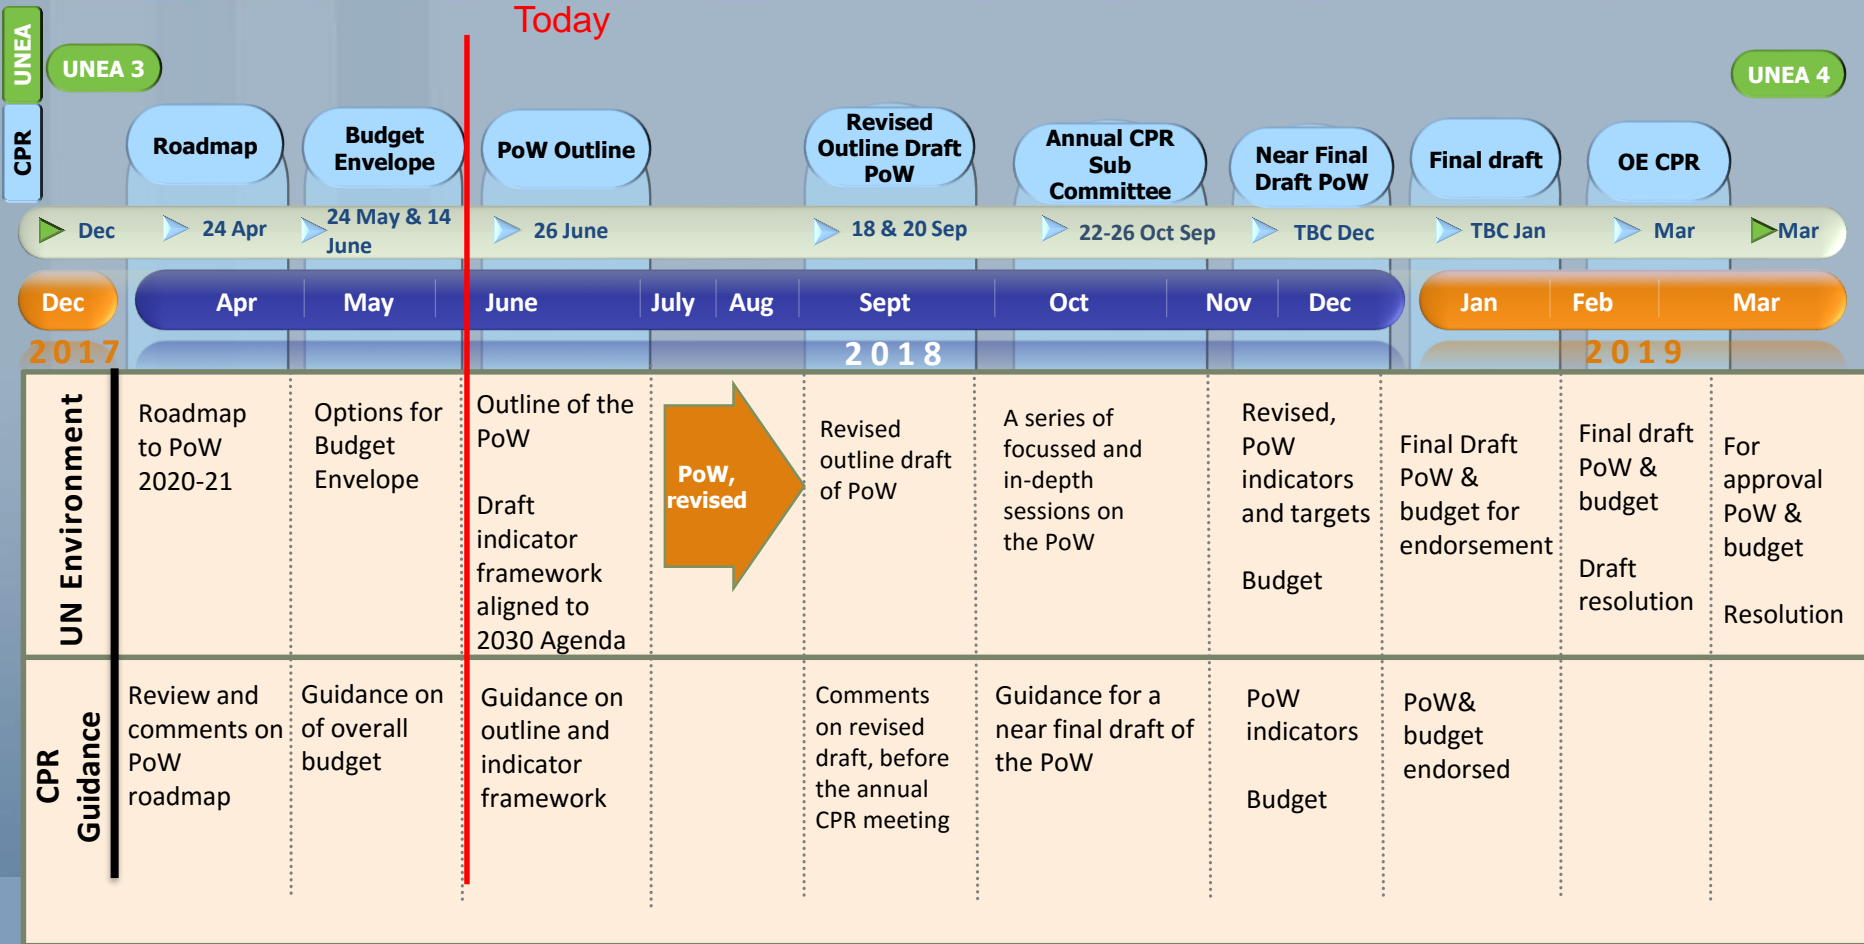 Today
UNEA
UNEA 3
UNEA 4
CPR
Roadmap
Budget
Envelope
PoW Outline
Revised
Outline Draft
PoW
Annual CPR
Sub
Committee
Near Final
Draft PoW
Final draft
OE CPR
Dec
24 Apr
24 May & 14
June
26 June
18 & 20 Sep
22-26 Oct Sep
TBC Dec
TBC Jan
Mar
Mar
Dec
Apr
May
June
July
Aug
Sept
Oct
Nov
Dec
Jan
Feb
Mar
2017
2018
2019
UN Environment
Roadmap
to PoW
2020-21
Options for
Budget
Envelope
Outline of the
PoW
Draft
indicator
framework
aligned to
2030 Agenda
PoW,
revised
Revised
outline draft
of PoW
A series of
focussed and
in-depth
sessions on
the PoW
Revised,
PoW
indicators
and targets
Budget
Final Draft
PoW &
budget for
endorsement
Final draft
PoW &
budget
Draft
resolution
For
approval
PoW &
budget
Resolution
CPR
Guidance
Review and
comments on
PoW
roadmap
Guidance on
of overall
budget
Guidance on
outline and
indicator
framework
Comments
on revised
draft, before
the annual
CPR meeting
Guidance for a
near final draft of
the PoW
PoW
indicators
Budget
PoW&
budget
endorsed